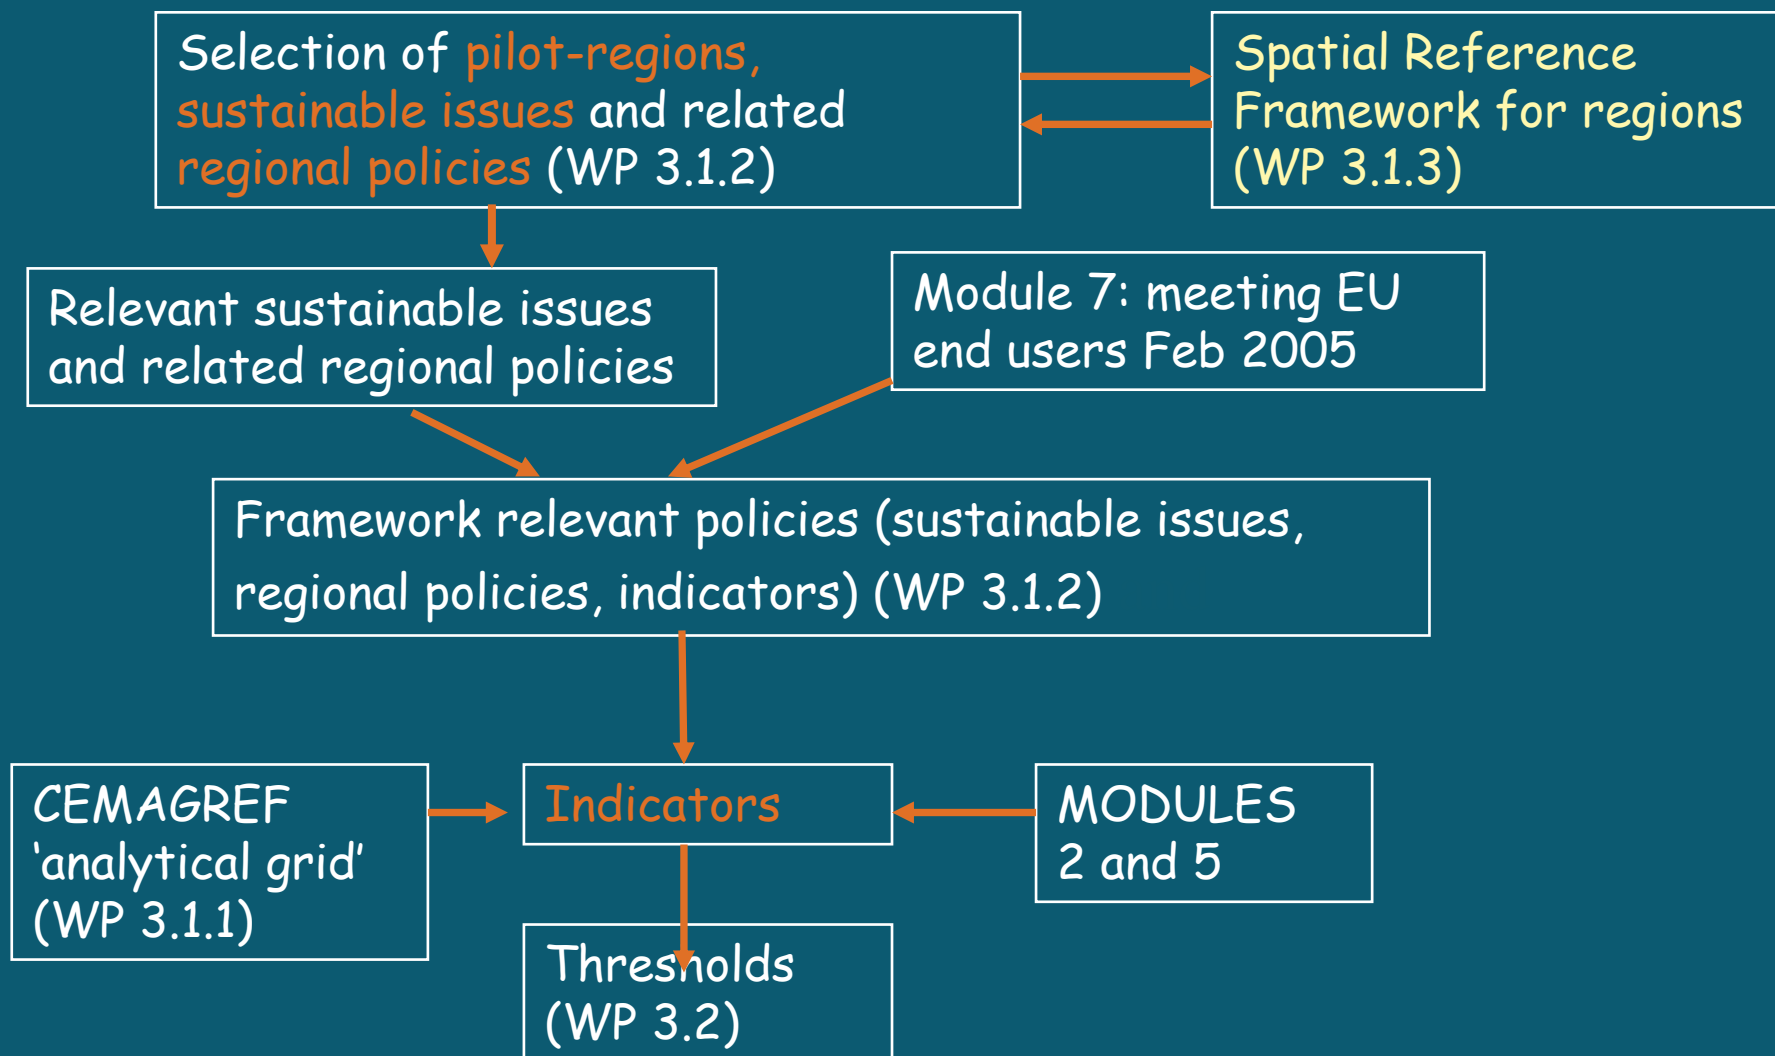 Selection of pilot-regions,
sustainable issues and related
regional policies (WP 3.1.2)
Spatial Reference
Framework for regions
(WP 3.1.3)
Relevant sustainable issues
and related regional policies
Module 7: meeting EU
end users Feb 2005
Framework relevant policies (sustainable issues,
regional policies, indicators) (WP 3.1.2)
CEMAGREF
‘analytical grid’
(WP 3.1.1)
Indicators
MODULES
2 and 5
Thresholds
(WP 3.2)